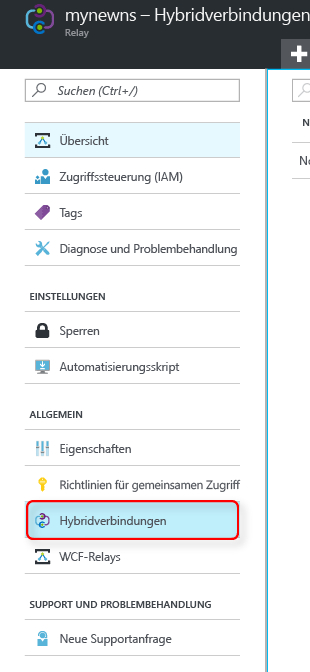 mynewns – Hybridverbindungen
Relay
Suchen (Ctrl+/)
Übersicht
Zugriffssteuerung (IAM)
Tags
Diagnose und Problembehandlung
EINSTELLUNGEN
Sperren
Automatisierungsskript
ALLGEMEIN
Eigenschaften
Richtlinien für gemeinsamen Zugriff
Hybridverbindungen
WCF-Relays
SUPPORT UND PROBLEMBEHANDLUNG
Neue Supportanfrage